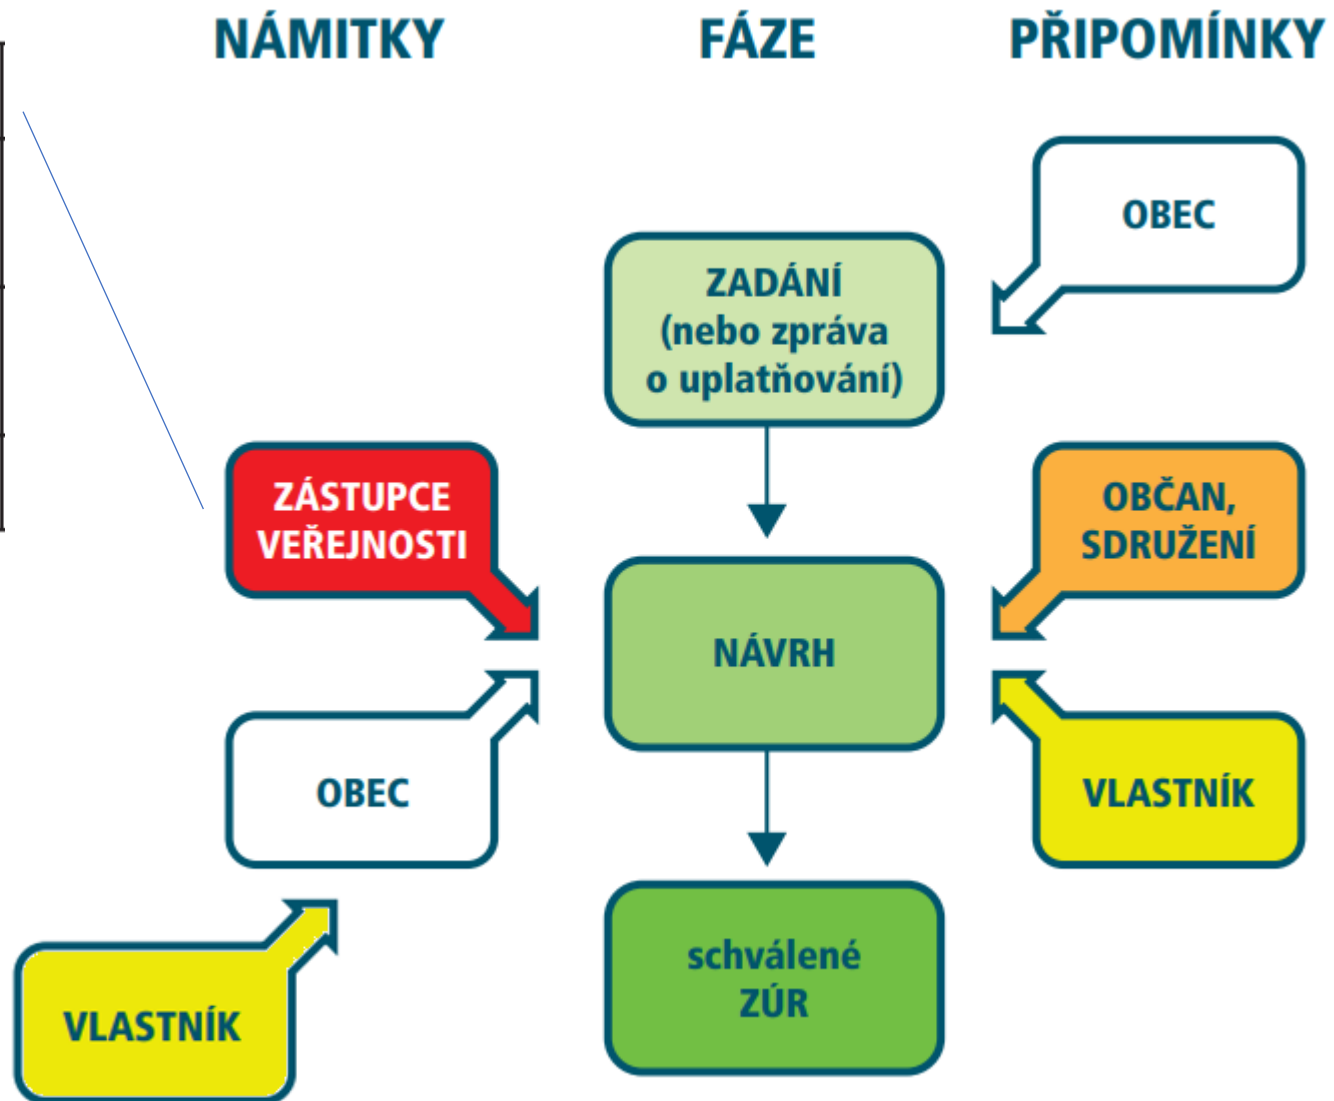 NÁMITKY
FÁZE
PŘIPOMÍNKY
OBEC
ZADÁNÍ
(nebo zpráva
o uplatňování)
ZÁSTUPCE
VEŘEJNOSTI
OBČAN,
SDRUŽENÍ
NÁVRH
OBEC
VLASTNÍK
schválené
ZÚR
VLASTNÍK